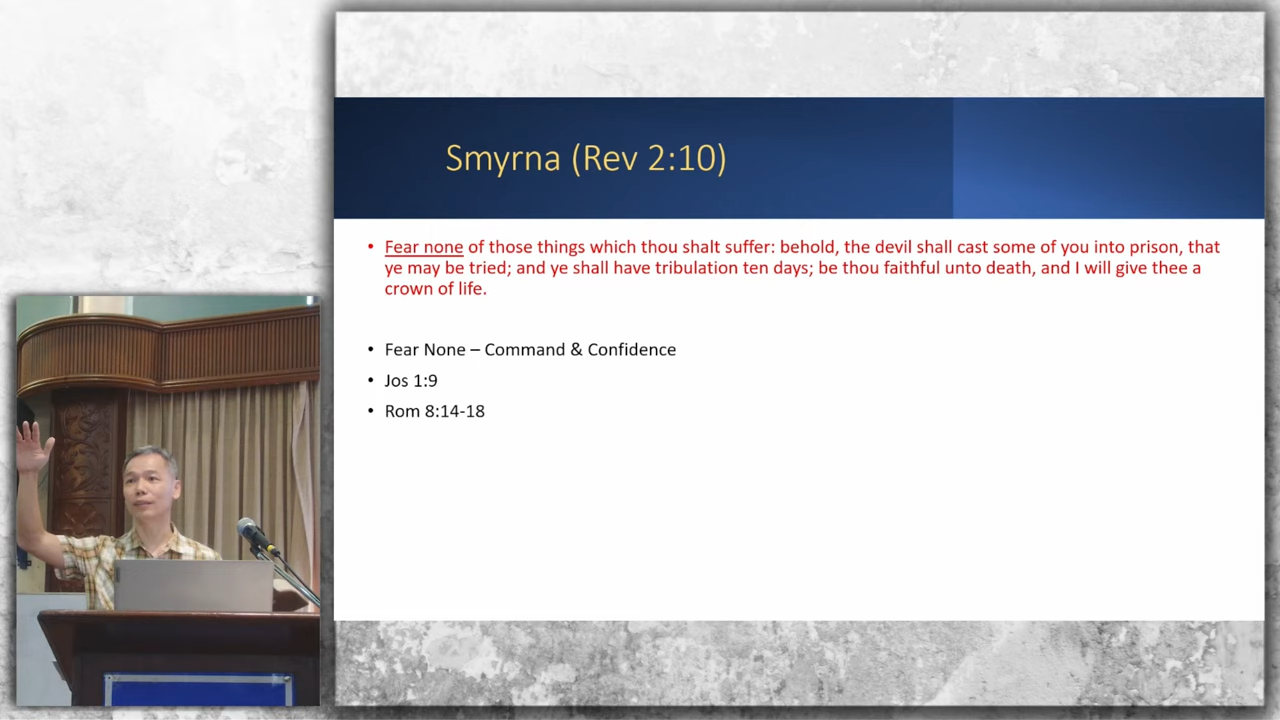 Smyrna (Rev 2:10)
• Fear none of those things which thou shalt suffer: behold, the devil shall cast some of you into prison, that
ye may be tried; and ye shall have tribulation ten days; be thou faithful unto death, and I will give thee a
crown of life.
• Fear None – Command & Confidence
• Jos 1:9
• Rom 8:14-18